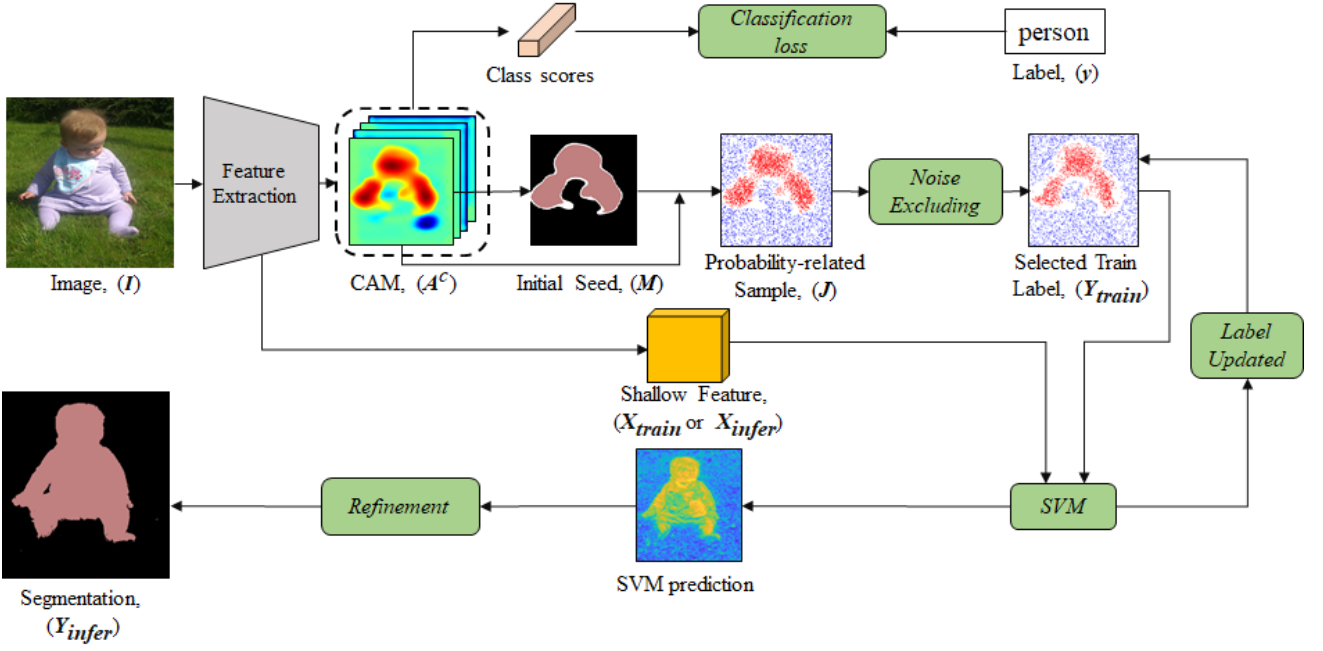 Classification
loss
person
Class scores
Label, (y)
Feature
Extraction
Noise
Excluding
Image, (I)
CAM, (A^c)
Initial Seed, (M)
Probability-related
Sample, (J)
Selected Train
Label, (Y_train)
Label
Updated
Shallow Feature,
(X_train or X_infer)
Refinement
SVM
SVM prediction
Segmentation,
(Y_infer)